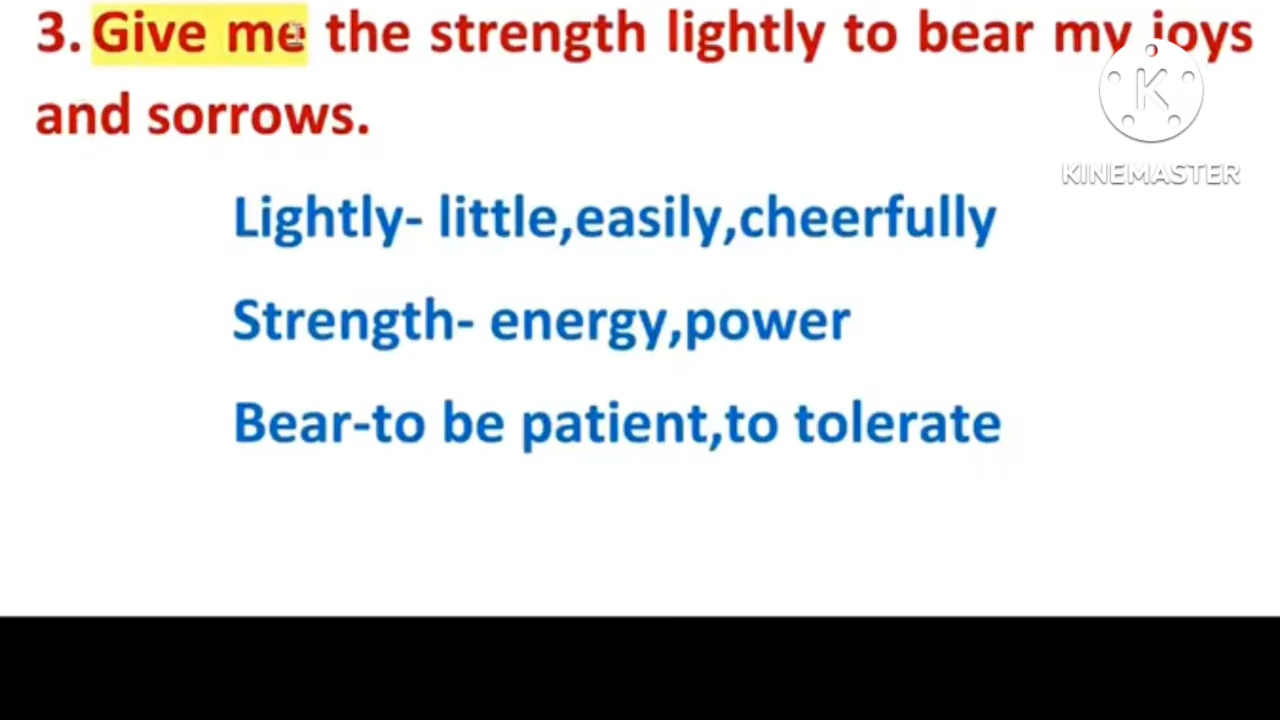 3. Give me the strength lightly to bear my joys
and sorrows.
K
KINEMASTER
Lightly- little,easily,cheerfully
Strength- energy,power
Bear-to be patient,to tolerate